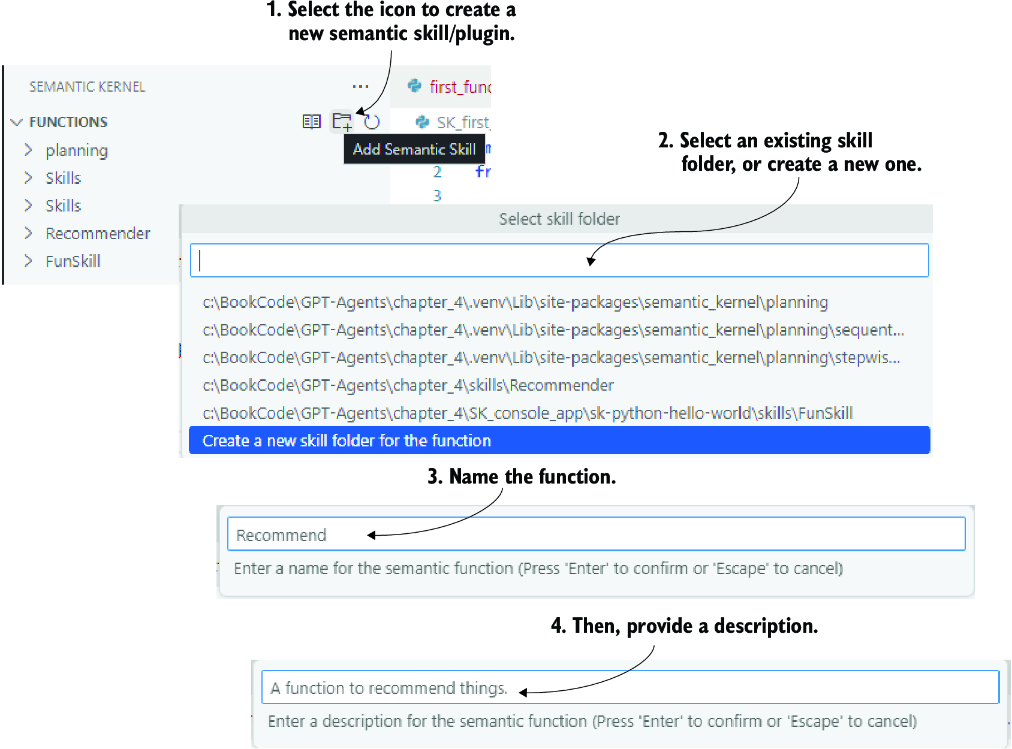 1. Select the icon to create a
new semantic skill/plugin.
SEMANTIC KERNEL
...
first_func
FUNCTIONS
SK_first_
Add Semantic Skill
m
planning
2
fr
Skills
3
Skills
Recommender
FunSkill
2. Select an existing skill
folder, or create a new one.
Select skill folder
c:\BookCode\GPT-Agents\chapter_4\.venv\Lib\site-packages\semantic_kernel\planning
c:\BookCode\GPT-Agents\chapter_4\.venv\Lib\site-packages\semantic_kernel\planning\sequent...
c:\BookCode\GPT-Agents\chapter_4\.venv\Lib\site-packages\semantic_kernel\planning\stepwis...
c:\BookCode\GPT-Agents\chapter_4\skills\Recommender
c:\BookCode\GPT-Agents\chapter_4\SK_console_app\sk-python-hello-world\skills\FunSkill
Create a new skill folder for the function
3. Name the function.
Recommend
Enter a name for the semantic function (Press 'Enter' to confirm or 'Escape' to cancel)
4. Then, provide a description.
A function to recommend things.
Enter a description for the semantic function (Press 'Enter' to confirm or 'Escape' to cancel)